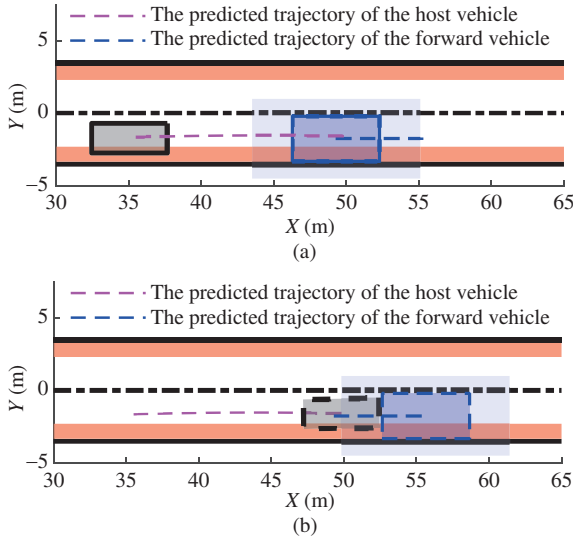 The predicted trajectory of the host vehicle
The predicted trajectory of the forward vehicle
5
0
−5
Y (m)
30 35 40 45 50 55 60 65
X (m)
(a)
The predicted trajectory of the host vehicle
The predicted trajectory of the forward vehicle
5
0
−5
Y (m)
30 35 40 45 50 55 60 65
X (m)
(b)